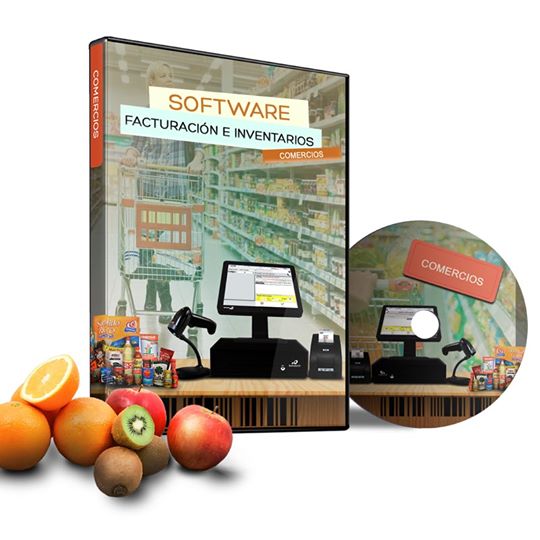 COMERCIOS
SOFTWARE
FACTURACIÓN E INVENTARIOS
COMERCIOS
COMERCIOS